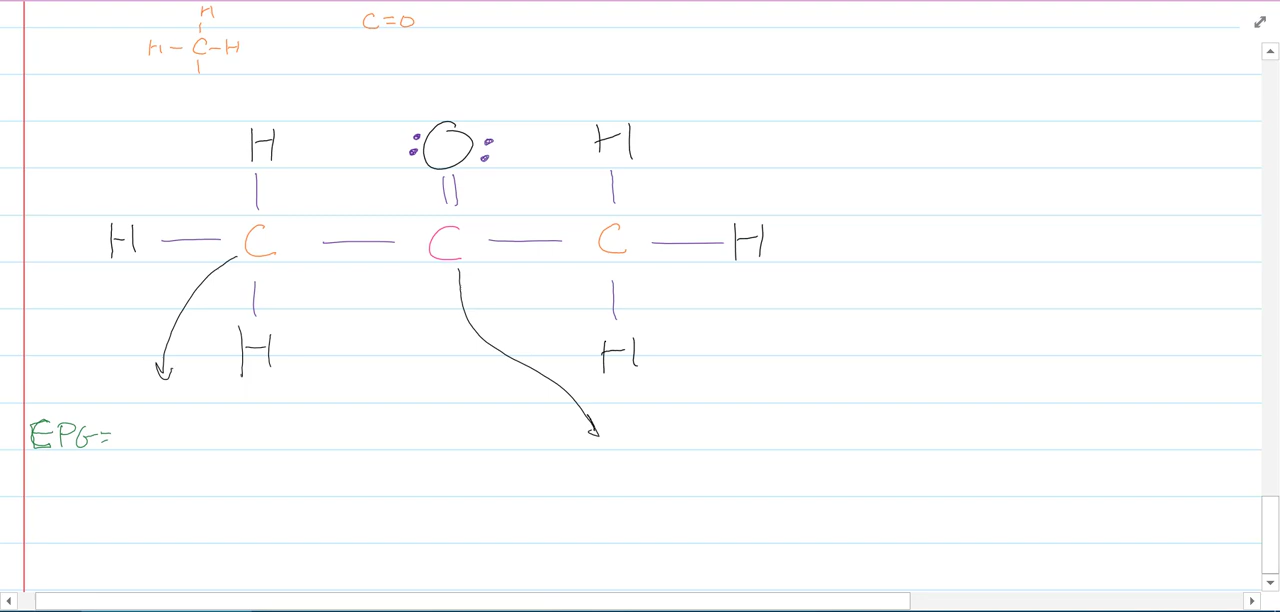 H
C=O
H-C-H
H :O: H
H — C — C — C — H
H H
EPG=